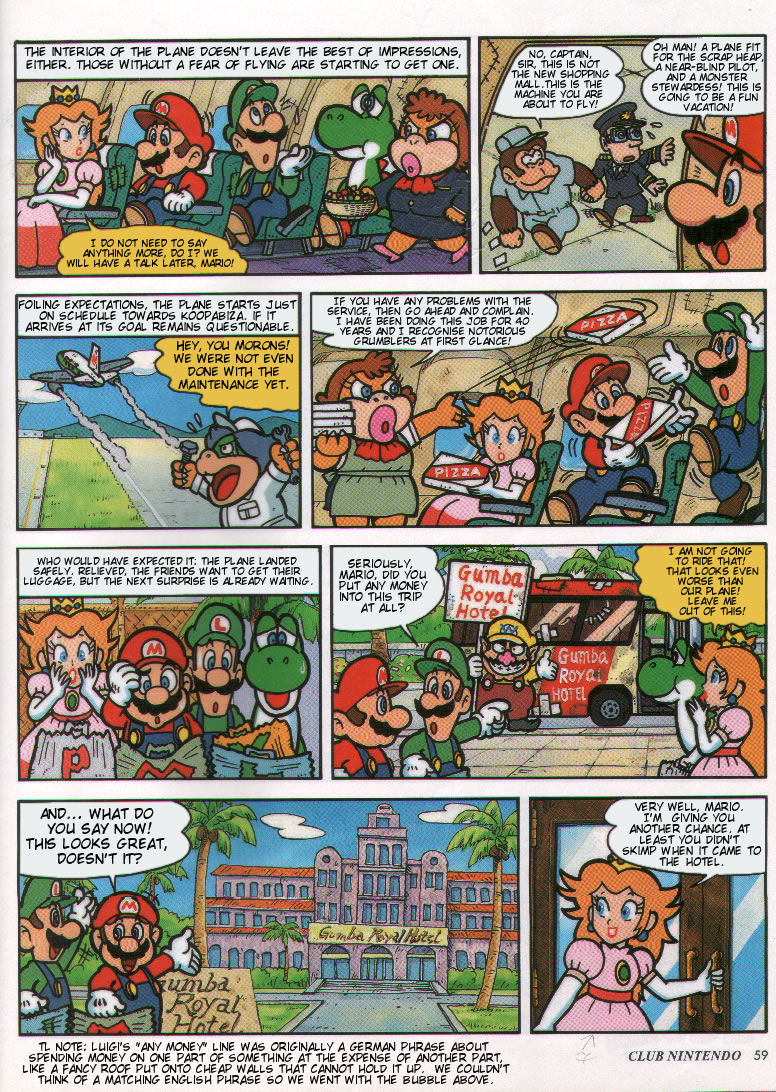 THE INTERIOR OF THE PLANE DOESN'T LEAVE THE BEST OF IMPRESSIONS,
EITHER. THOSE WITHOUT A FEAR OF FLYING ARE STARTING TO GET ONE.
I DO NOT NEED TO SAY
ANYTHING MORE, DO I? WE
WILL HAVE A TALK LATER, MARIO!
NO, CAPTAIN,
SIR, THIS IS NOT
THE NEW SHOPPING
MALL. THIS IS THE
MACHINE YOU ARE
ABOUT TO FLY!
OH MAN! A PLANE FIT
FOR THE SCRAP HEAP,
A NEAR-BLIND PILOT,
AND A MONSTER
STEWARDESS! THIS IS
GOING TO BE A FUN
VACATION!
M
FOILING EXPECTATIONS, THE PLANE STARTS JUST
ON SCHEDULE TOWARDS KOOPABIZA. IF IT
ARRIVES AT ITS GOAL REMAINS QUESTIONABLE.
HEY, YOU MORONS!
WE WERE NOT EVEN
DONE WITH THE
MAINTENANCE YET.
IF YOU HAVE ANY PROBLEMS WITH THE
SERVICE, THEN GO AHEAD AND COMPLAIN.
I HAVE BEEN DOING THIS JOB FOR 40
YEARS AND I RECOGNISE NOTORIOUS
GRUMBLERS AT FIRST GLANCE!
PIZZA
PIZZA
PIZZA
WHO WOULD HAVE EXPECTED IT: THE PLANE LANDED
SAFELY. RELIEVED, THE FRIENDS WANT TO GET THEIR
LUGGAGE, BUT THE NEXT SURPRISE IS ALREADY WAITING.
M
L
P
M
SERIOUSLY,
MARIO, DID YOU
PUT ANY MONEY
INTO THIS TRIP
AT ALL?
Gumba
Royal
Hotel
Gumba
Royal
HOTEL
I AM NOT GOING
TO RIDE THAT!
THAT LOOKS EVEN
WORSE THAN
OUR PLANE!
LEAVE ME
OUT OF THIS!
AND... WHAT DO
YOU SAY NOW!
THIS LOOKS GREAT,
DOESN'T IT?
M
Gumba Royal Hotel
Gumba
Royal
Hotel
VERY WELL, MARIO.
I'M GIVING YOU
ANOTHER CHANCE. AT
LEAST YOU DIDN'T
SKIMP WHEN IT CAME TO
THE HOTEL.
TL NOTE: LUIGI'S "ANY MONEY" LINE WAS ORIGINALLY A GERMAN PHRASE ABOUT
SPENDING MONEY ON ONE PART OF SOMETHING AT THE EXPENSE OF ANOTHER PART,
LIKE A FANCY ROOF PUT ONTO CHEAP WALLS THAT CANNOT HOLD IT UP. WE COULDN'T
THINK OF A MATCHING ENGLISH PHRASE SO WE WENT WITH THE BUBBLE ABOVE.
CLUB NINTENDO 59